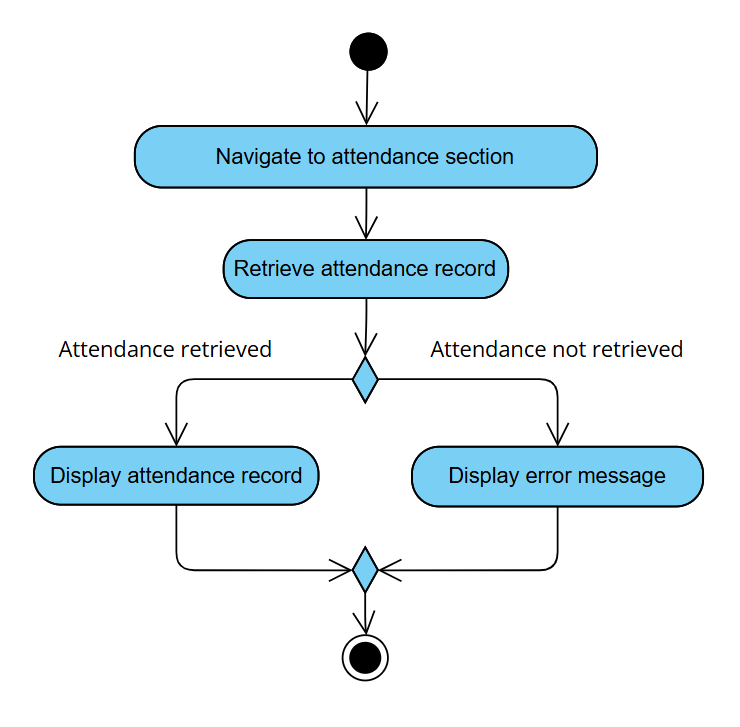 Navigate to attendance section
Retrieve attendance record
Attendance retrieved
Attendance not retrieved
Display attendance record
Display error message